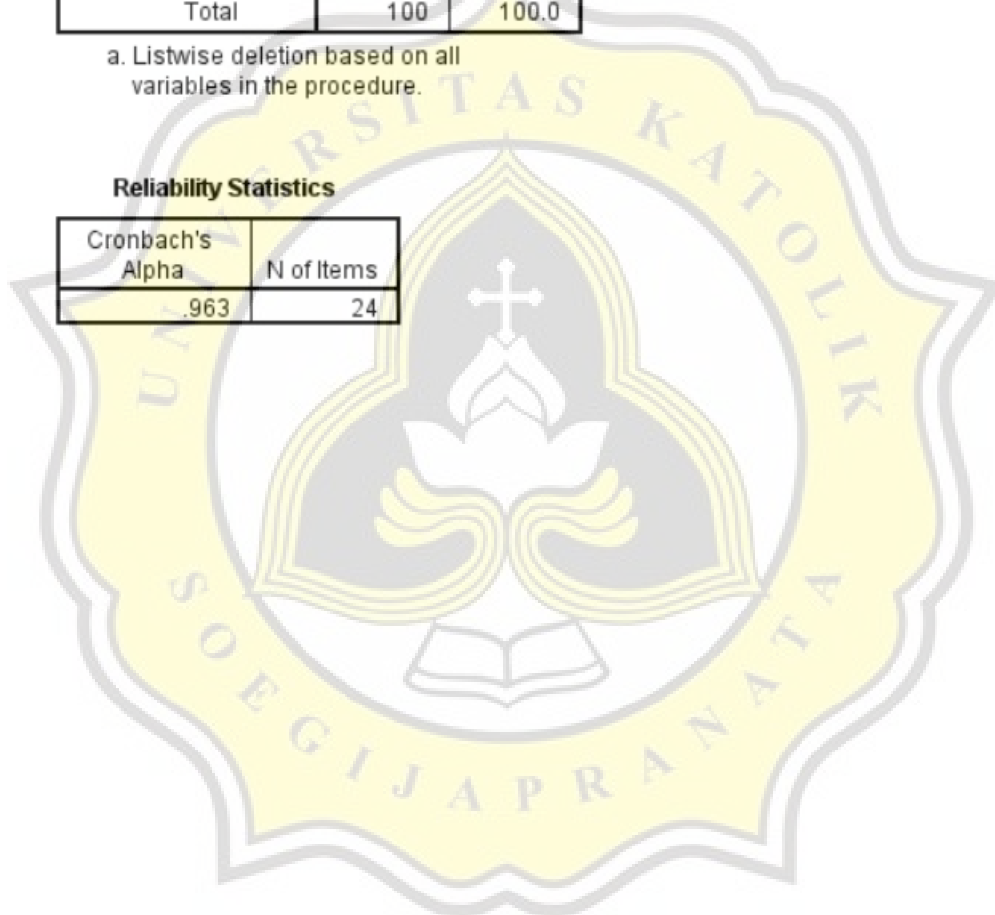 Total 100 100.0
a. Listwise deletion based on all
variables in the procedure.
Reliability Statistics
Cronbach's
Alpha N of Items
.963 24
UNIVERSITAS KATOLIK
SOEGIJAPRANATA